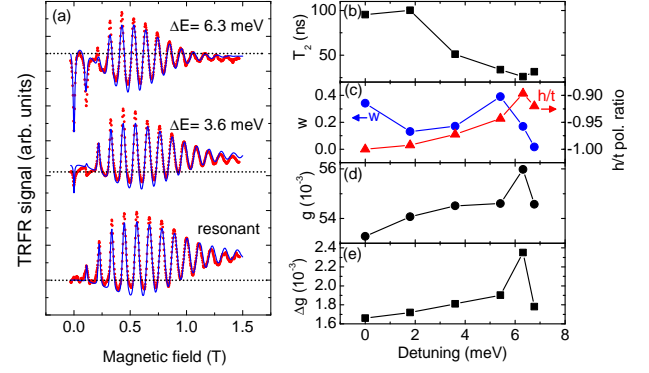 (a)
ΔE= 6.3 meV
ΔE= 3.6 meV
resonant
TRFR signal (arb. units)
0.0 0.5 1.0 1.5
Magnetic field (T)
(b)
100
50
T₂ (ns)
(c)
0.4
0.2
0.0
w
w
h/t
-0.90
-0.95
-1.00
h/t pol. ratio
(d)
56
54
g (10⁻³)
(e)
2.4
2.2
2.0
1.8
1.6
Δg (10⁻³)
0 2 4 6 8
Detuning (meV)